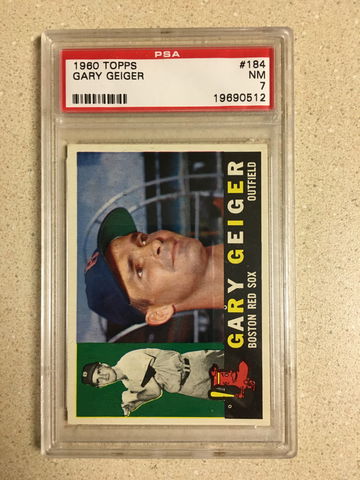 PSA
1960 TOPPS #184
GARY GEIGER NM
7
19690512
GARY GEIGER
BOSTON RED SOX OUTFIELD